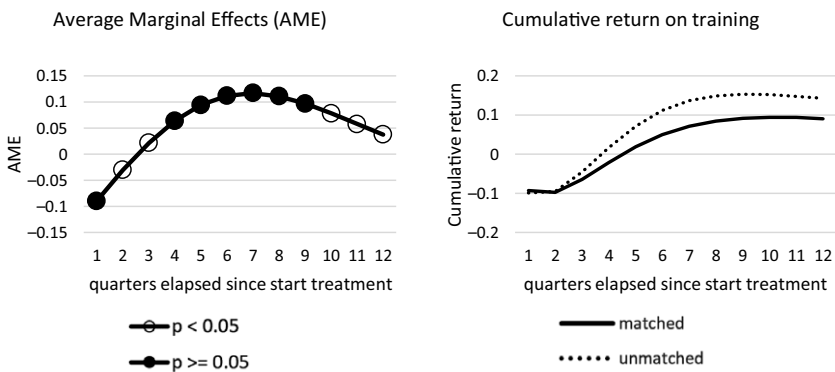 Average Marginal Effects (AME)
0.15
0.1
0.05
0
–0.05
–0.1
–0.15
AME
1 2 3 4 5 6 7 8 9 10 11 12
quarters elapsed since start treatment
p < 0.05
p >= 0.05
Cumulative return on training
0.2
0.1
0
–0.1
–0.2
Cumulative return
1 2 3 4 5 6 7 8 9 10 11 12
quarters elapsed since start treatment
matched
unmatched